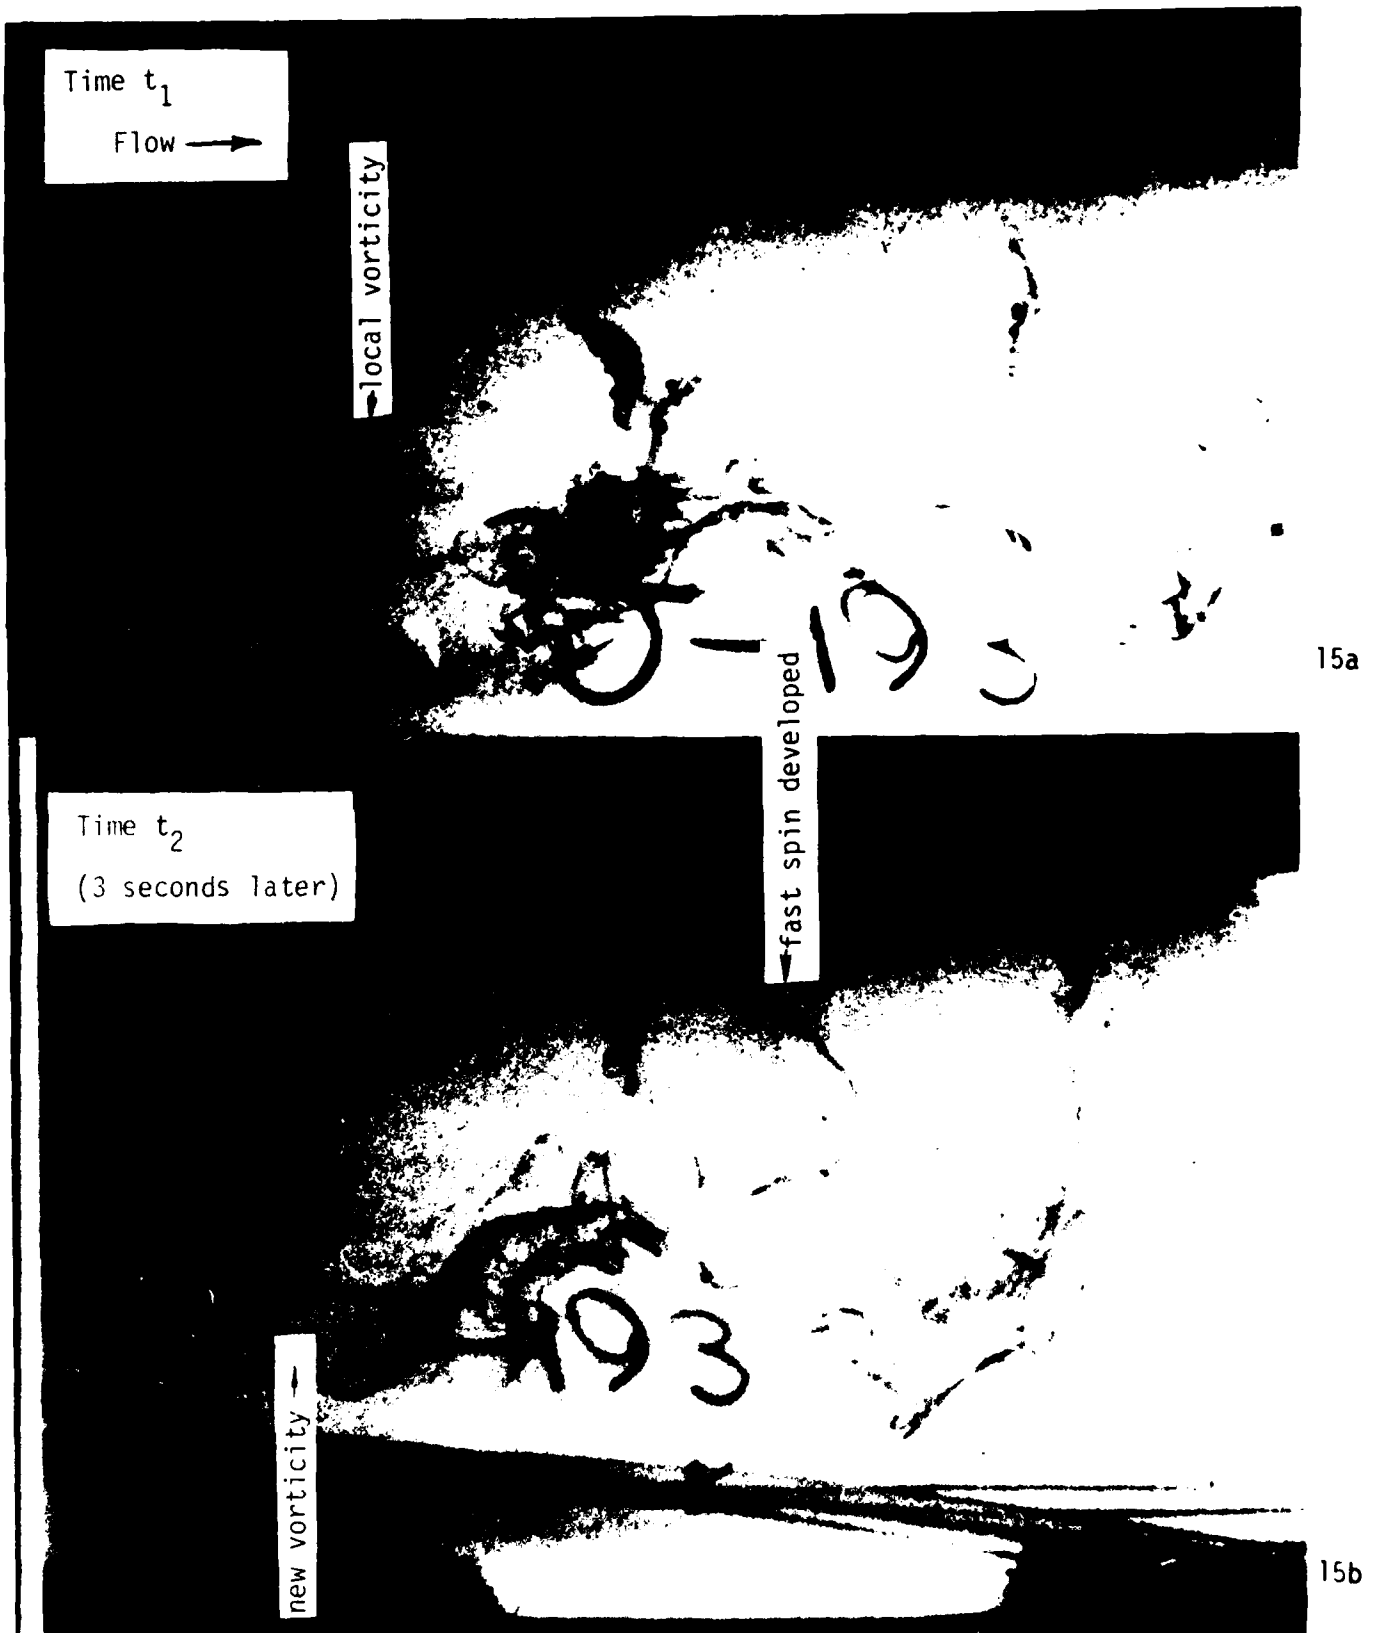 Time t₁
Flow →
←local vorticity
15a
←fast spin developed
Time t₂
(3 seconds later)
193
new vorticity →
15b